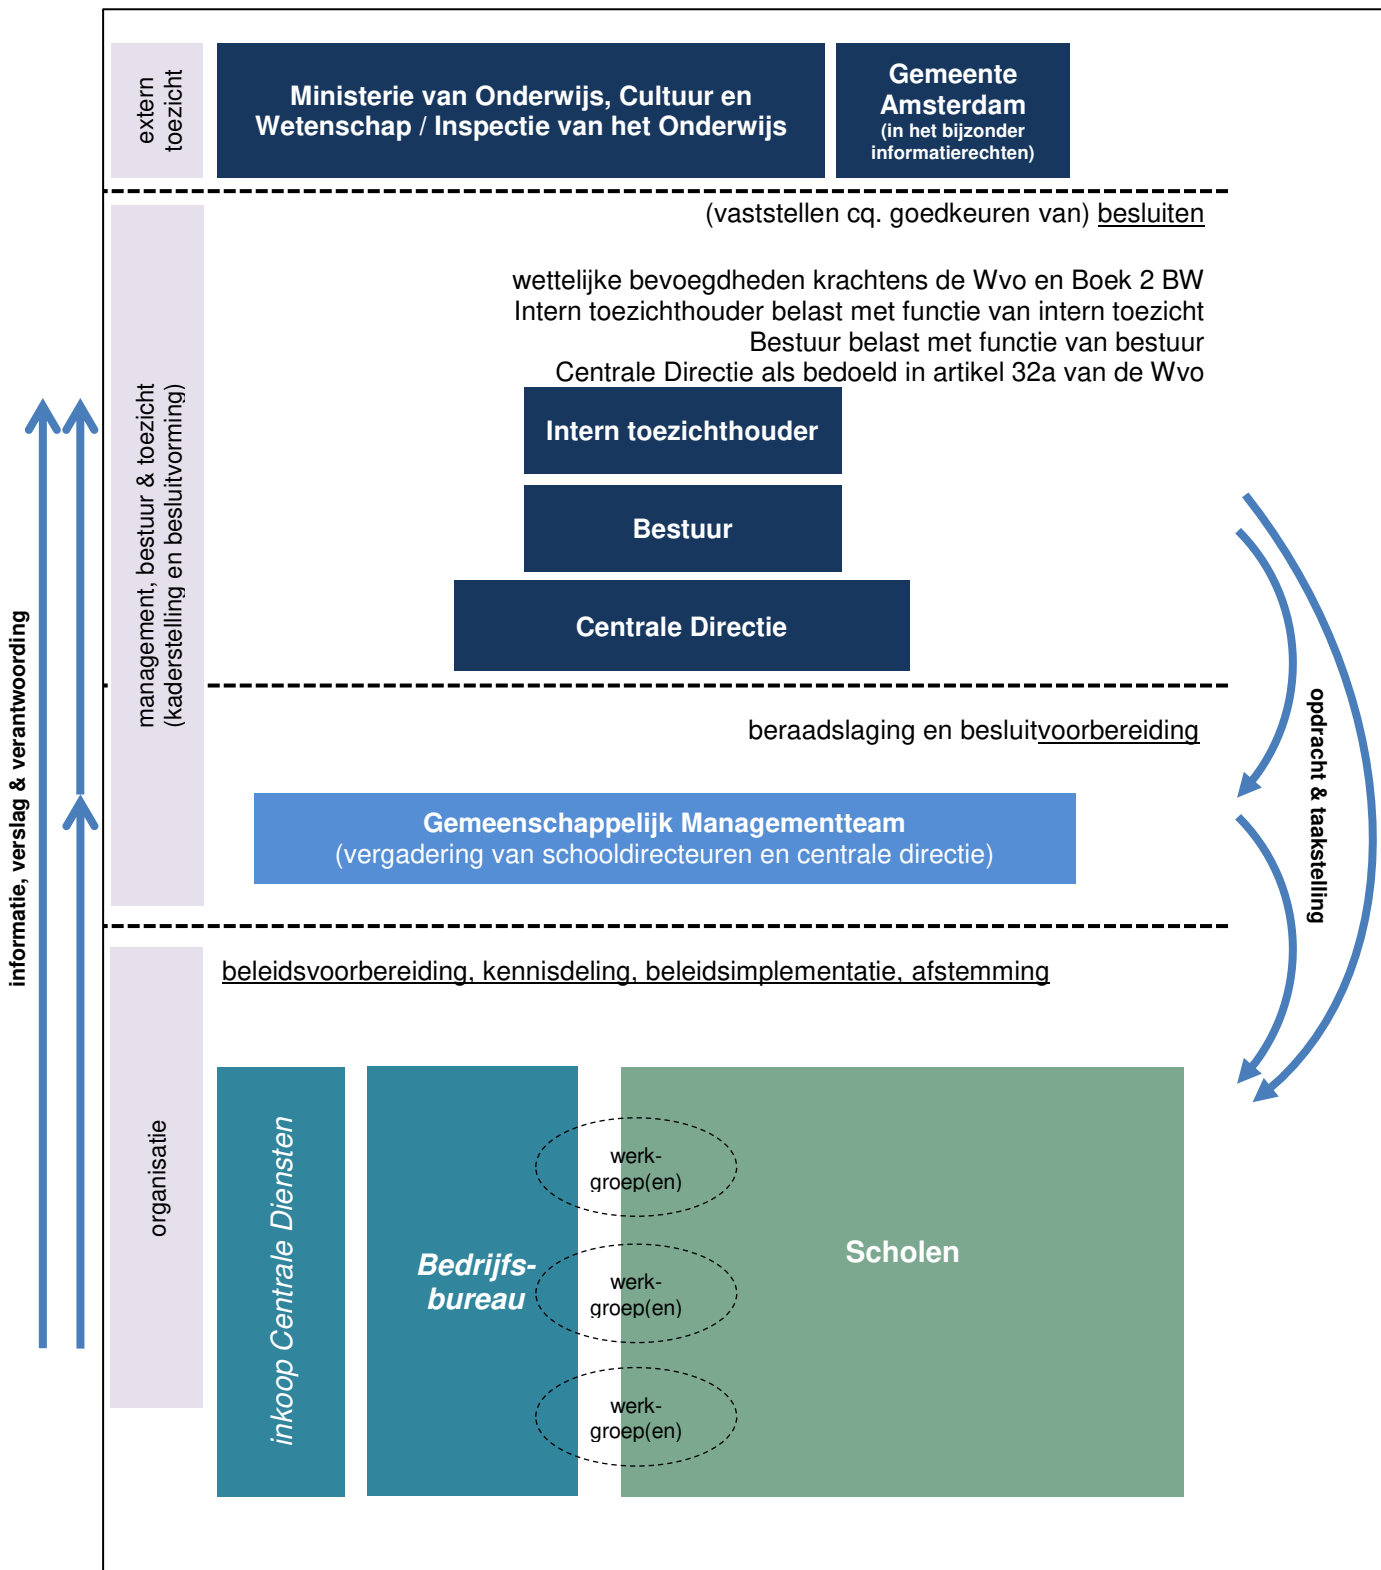 extern
toezicht
Ministerie van Onderwijs, Cultuur en
Wetenschap / Inspectie van het Onderwijs
Gemeente
Amsterdam
(in het bijzonder
informatierechten)
(vaststellen cq. goedkeuren van) besluiten
wettelijke bevoegdheden krachtens de Wvo en Boek 2 BW
Intern toezichthouder belast met functie van intern toezicht
Bestuur belast met functie van bestuur
Centrale Directie als bedoeld in artikel 32a van de Wvo
management, bestuur & toezicht
(kaderstelling en besluitvorming)
Intern toezichthouder
Bestuur
Centrale Directie
informatie, verslag & verantwoording
beraadslaging en besluitvoorbereiding
opdracht & taakstelling
Gemeenschappelijk Managementteam
(vergadering van schooldirecteuren en centrale directie)
beleidsvoorbereiding, kennisdeling, beleidsimplementatie, afstemming
organisatie
inkoop Centrale Diensten
Bedrijfs-
bureau
werk-
groep(en)
werk-
groep(en)
werk-
groep(en)
Scholen